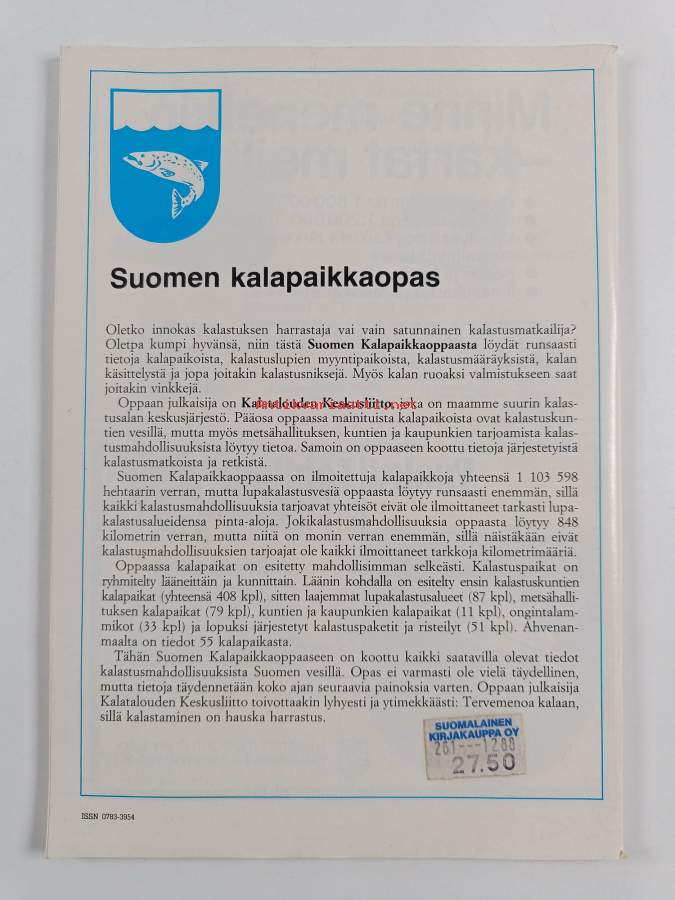 Suomen kalapaikkaopas
Oletko innokas kalastuksen harrastaja vai vain satunnainen kalastusmatkailija?
Oletpa kumpi hyvänsä, niin tästä Suomen Kalapaikkaoppaasta löydät runsaasti
tietoja kalapaikoista, kalastuslupien myyntipaikoista, kalastusmääräyksistä, kalan
käsittelystä ja jopa joitakin kalastusniksejä. Myös kalan ruoaksi valmistukseen saat
joitakin vinkkejä.
Oppaan julkaisija on Kalatalouden Keskusliitto, joka on maamme suurin kalas-
tusalan keskusjärjestö. Pääosa oppaassa mainituista kalapaikoista ovat kalastuskun-
tien vesillä, mutta myös metsähallituksen, kuntien ja kaupunkien tarjoamista kalas-
tusmahdollisuuksista löytyy tietoa. Samoin on oppaaseen koottu tietoja järjestetyistä
kalastusmatkoista ja retkistä.
Suomen Kalapaikkaoppaassa on ilmoitettuja kalapaikkoja yhteensä 1 103 598
hehtaarin verran, mutta lupakalastusvesiä oppaasta löytyy runsaasti enemmän, sillä
kaikki kalastusmahdollisuuksia tarjoavat yhteisöt eivät ole ilmoittaneet tarkasti lupa-
kalastusalueidensa pinta-aloja. Jokikalastusmahdollisuuksia oppaasta löytyy 848
kilometrin verran, mutta niitä on monin verran enemmän, sillä näistäkään eivät
kalastusmahdollisuuksien tarjoajat ole kaikki ilmoittaneet tarkkoja kilometrimääriä.
Oppaassa kalapaikat on esitetty mahdollisimman selkeästi. Kalastuspaikat on
ryhmitelty lääneittäin ja kunnittain. Läänin kohdalla on esitelty ensin kalastuskuntien
kalapaikat (yhteensä 408 kpl), sitten laajemmat lupakalastusalueet (87 kpl), metsähalli-
tuksen kalapaikat (79 kpl), kuntien ja kaupunkien kalapaikat (11 kpl), ongintalam-
mikot (33 kpl) ja lopuksi järjestetyt kalastuspaketit ja risteilyt (51 kpl). Ahvenan-
maalta on tiedot 55 kalapaikasta.
Tähän Suomen Kalapaikkaoppaaseen on koottu kaikki saatavilla olevat tiedot
kalastusmahdollisuuksista Suomen vesillä. Opas ei varmasti ole vielä täydellinen,
mutta tietoja täydennetään koko ajan seuraavia painoksia varten. Oppaan julkaisija
Kalatalouden Keskusliitto toivottaakin lyhyesti ja ytimekkäästi: Tervemenoa kalaan,
sillä kalastaminen on hauska harrastus.
SUOMALAINEN
KIRJAKAUPPA OY
261---1288
27.50
ISSN 0783-3954